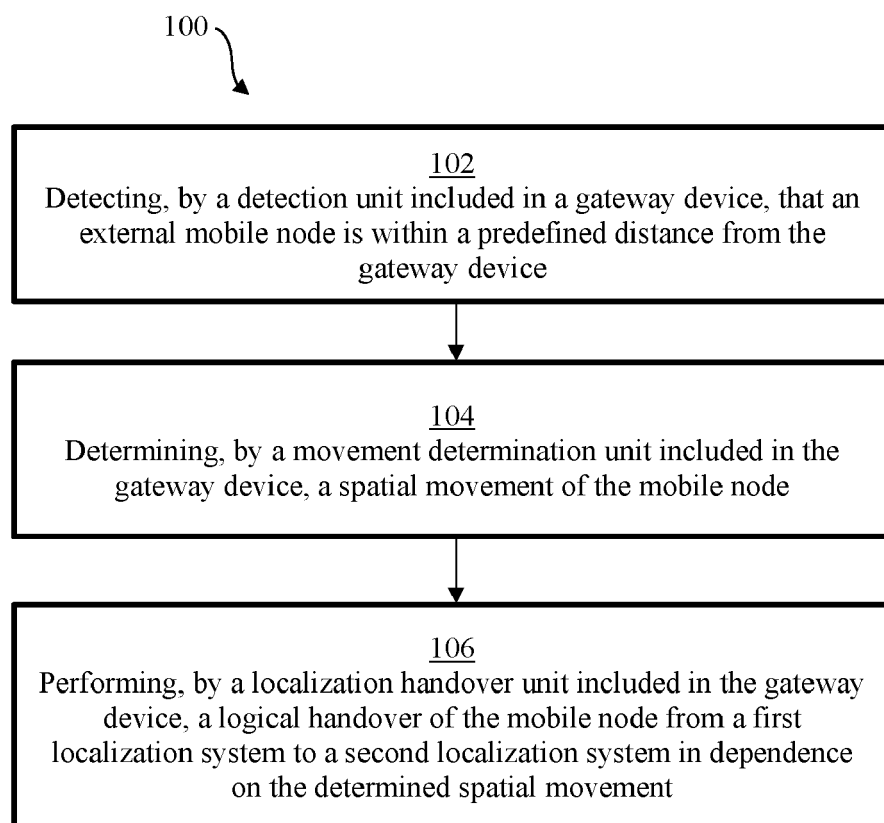 100
102
Detecting, by a detection unit included in a gateway device, that an
external mobile node is within a predefined distance from the
gateway device
104
Determining, by a movement determination unit included in the
gateway device, a spatial movement of the mobile node
106
Performing, by a localization handover unit included in the gateway
device, a logical handover of the mobile node from a first
localization system to a second localization system in dependence
on the determined spatial movement